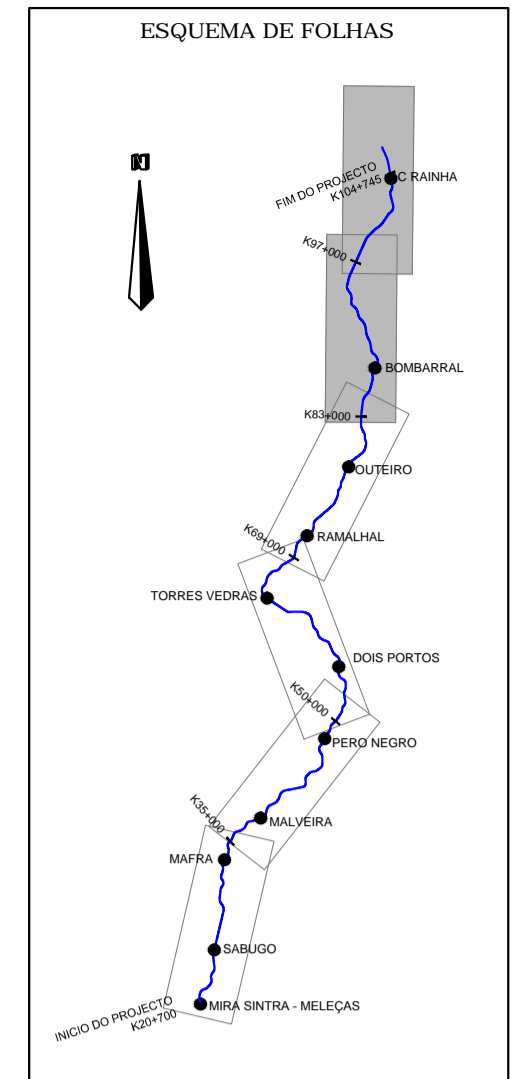 ESQUEMA DE FOLHAS
N
FIM DO PROJECTO
K104+745
C RAINHA
K97+000
BOMBARRAL
K83+000
OUTEIRO
RAMALHAL
K69+000
TORRES VEDRAS
DOIS PORTOS
K50+000
PERO NEGRO
MALVEIRA
K35+000
MAFRA
SABUGO
MIRA SINTRA - MELEÇAS
INICIO DO PROJECTO
K20+700